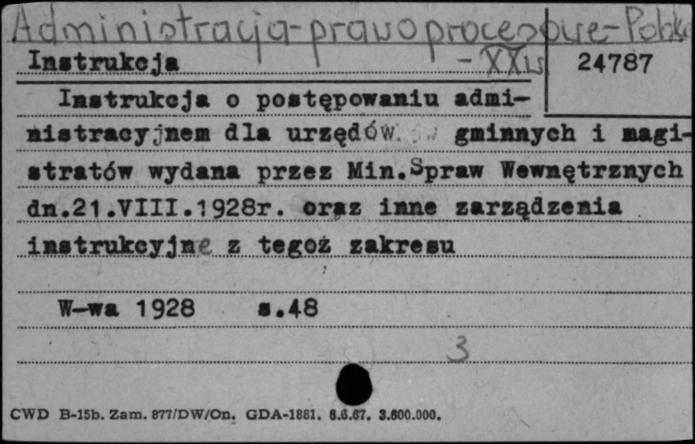 Administracja-prawo procesowe-Polska
Instrukcja - XX w 24787
Instrukcja o postępowaniu admi-
nistracyjnem dla urzędów gminnych i magi-
stratów wydana przez Min.Spraw Wewnętrznych
dn.21.VIII.1928r. oraz inne zarządzenia
instrukcyjne z tegoż zakresu
W-wa 1928 s.48
3
CWD B-15b. Zam. 877/DW/On. GDA-1881. 6.6.67. 3.600.000.